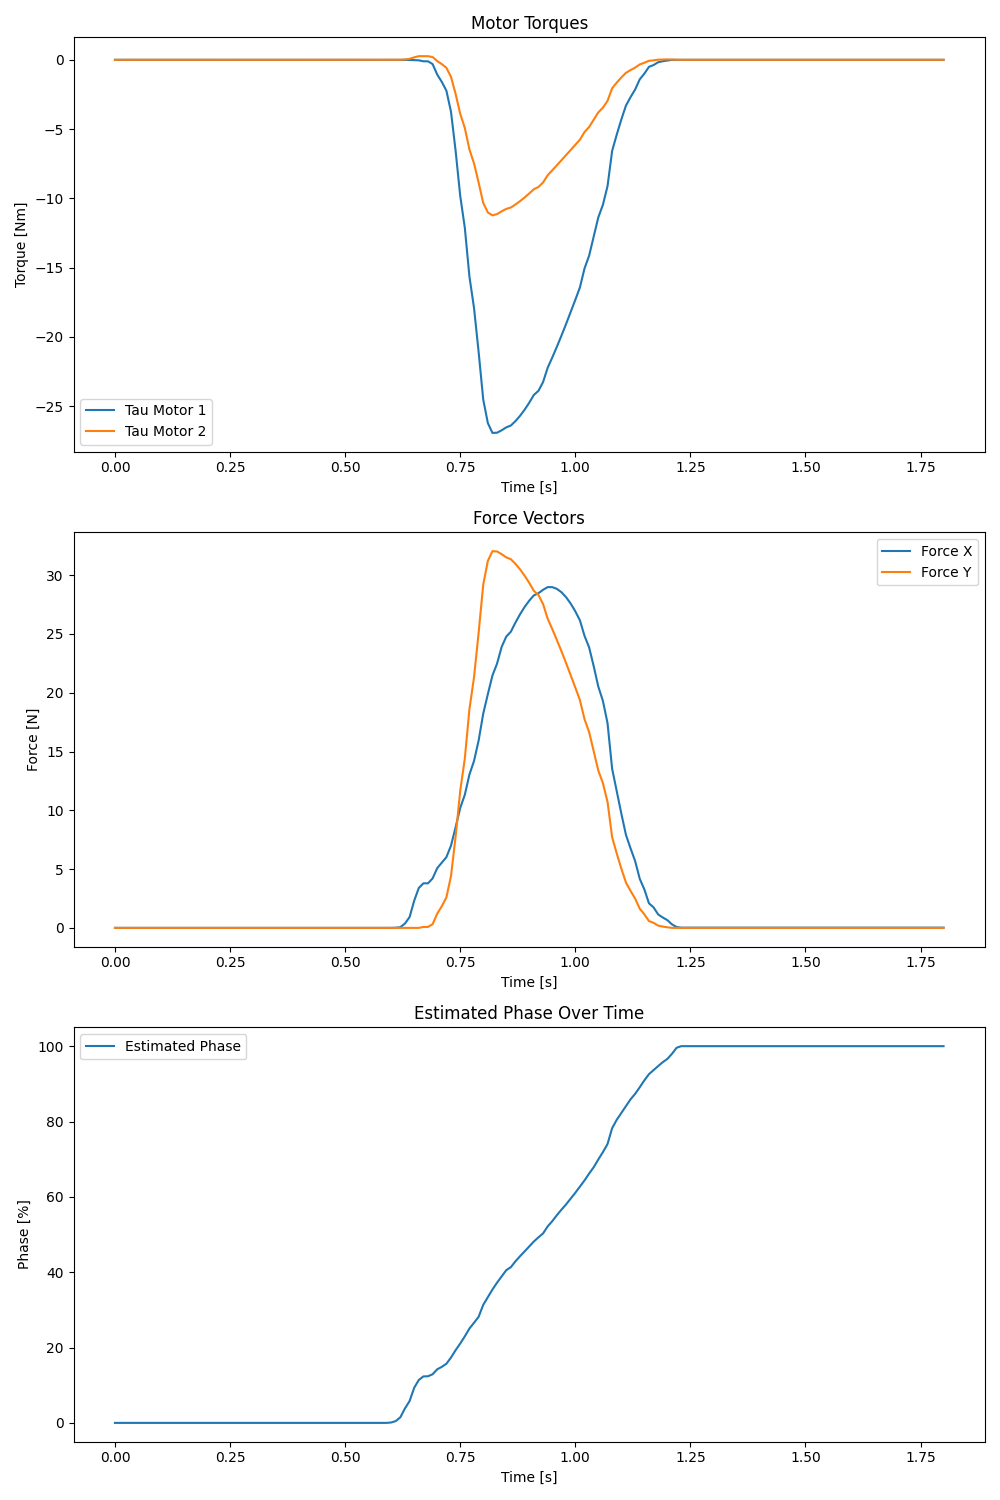 Motor Torques
0
−5
−10
−15
−20
−25
Torque [Nm]
Tau Motor 1
Tau Motor 2
0.00 0.25 0.50 0.75 1.00 1.25 1.50 1.75
Time [s]
Force Vectors
30
25
20
15
10
5
0
Force [N]
Force X
Force Y
0.00 0.25 0.50 0.75 1.00 1.25 1.50 1.75
Time [s]
Estimated Phase Over Time
100
80
60
40
20
0
Phase [%]
Estimated Phase
0.00 0.25 0.50 0.75 1.00 1.25 1.50 1.75
Time [s]